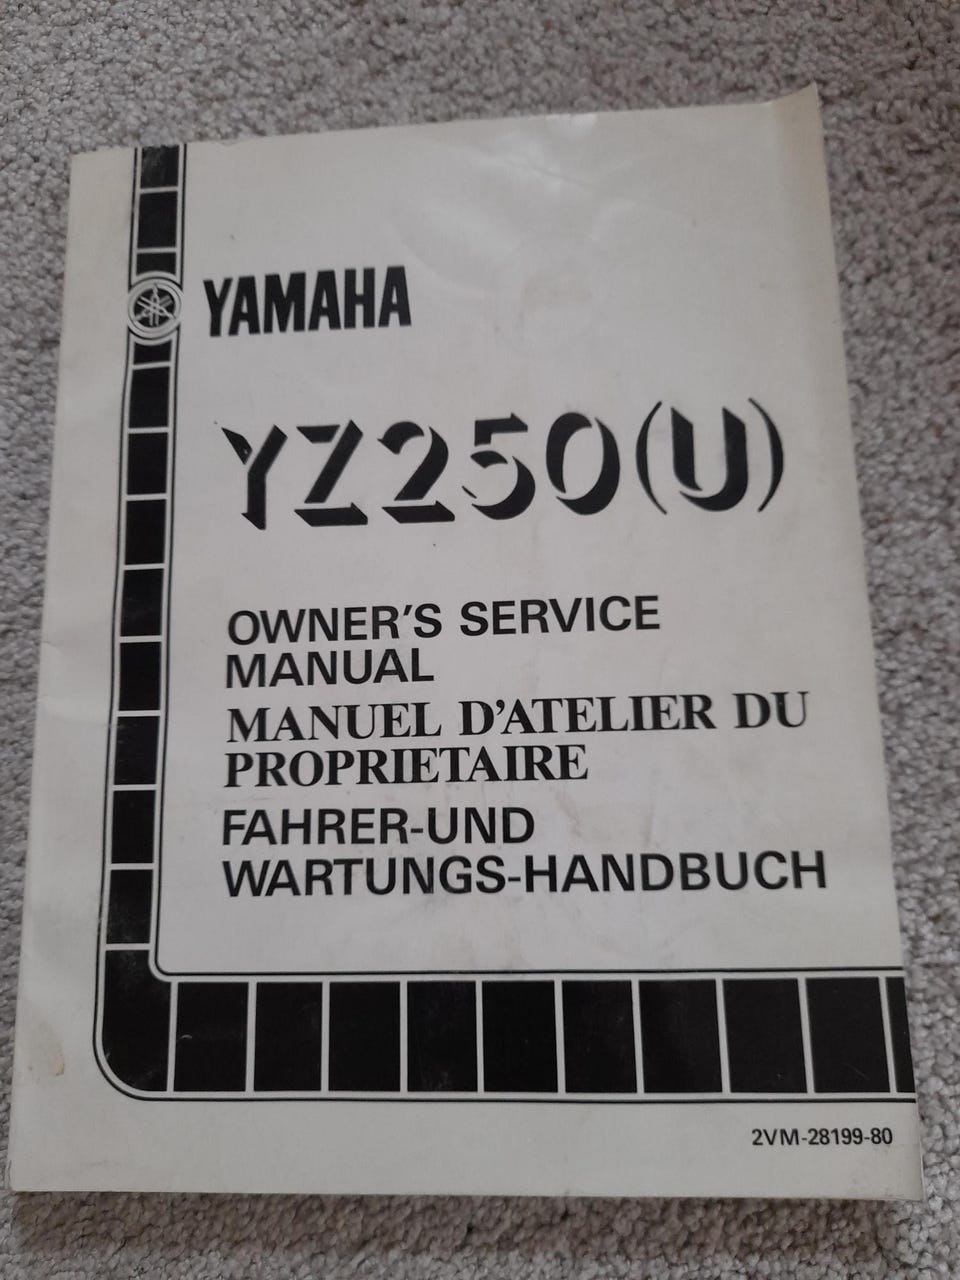 YAMAHA
YZ250(U)
OWNER'S SERVICE
MANUAL
MANUEL D'ATELIER DU
PROPRIETAIRE
FAHRER-UND
WARTUNGS-HANDBUCH
2VM-28199-80